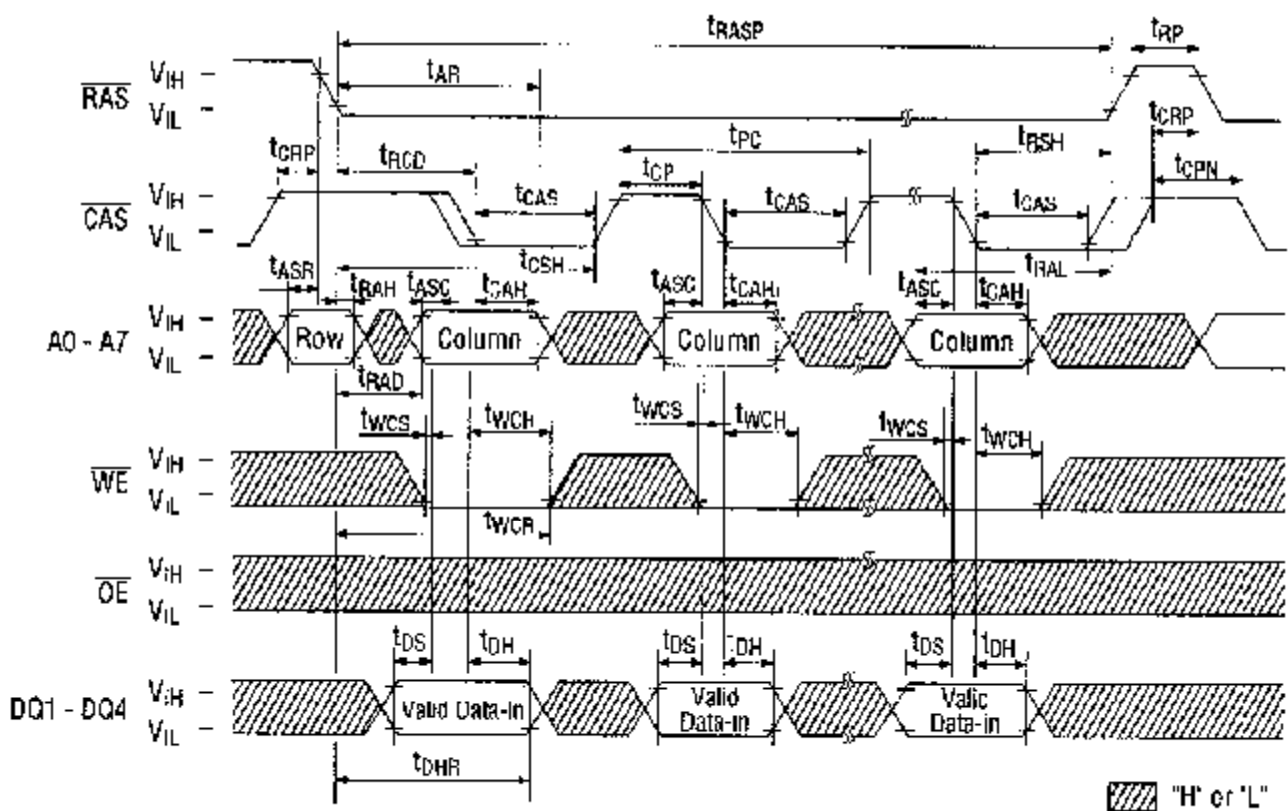 tRASP
tRP
tAR
RAS
VIH
VIL
tCRP
tRCD
tPC
tRSH
tCRP
tCP
tCPN
CAS
VIH
VIL
tCAS
tCAS
tCAS
tCSH
tRAL
tASR
tRAH
tASC
tCAH
tASC
tCAH
tASC
tCAH
A0 - A7
VIH
VIL
Row
Column
Column
Column
tRAD
tWCS
tWCH
tWCS
tWCH
tWCS
tWCH
WE
VIH
VIL
tWCR
OE
VIH
VIL
tDS
tDH
tDS
tDH
tDS
tDH
DQ1 - DQ4
VIH
VIL
Valid Data-in
Valid
Data-in
Valid
Data-in
tDHR
"H" or "L"